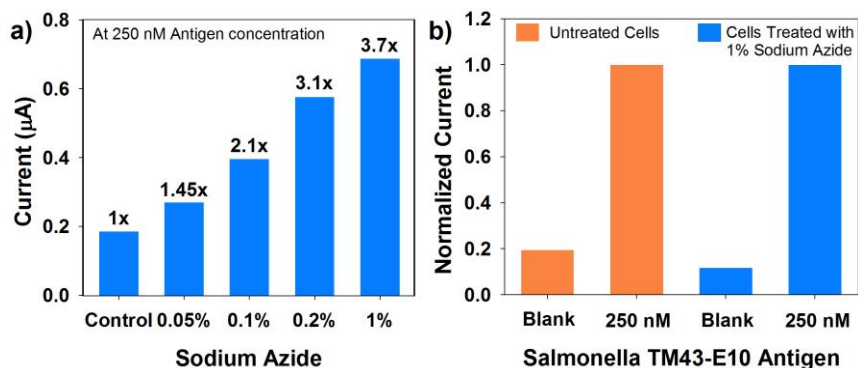 a)
At 250 nM Antigen concentration
Current (μA)
0.8
0.6
0.4
0.2
0.0
1x
1.45x
2.1x
3.1x
3.7x
Control 0.05% 0.1% 0.2% 1%
Sodium Azide
b)
Untreated Cells
Cells Treated with
1% Sodium Azide
Normalized Current
1.2
1.0
0.8
0.6
0.4
0.2
0.0
Blank 250 nM Blank 250 nM
Salmonella TM43-E10 Antigen